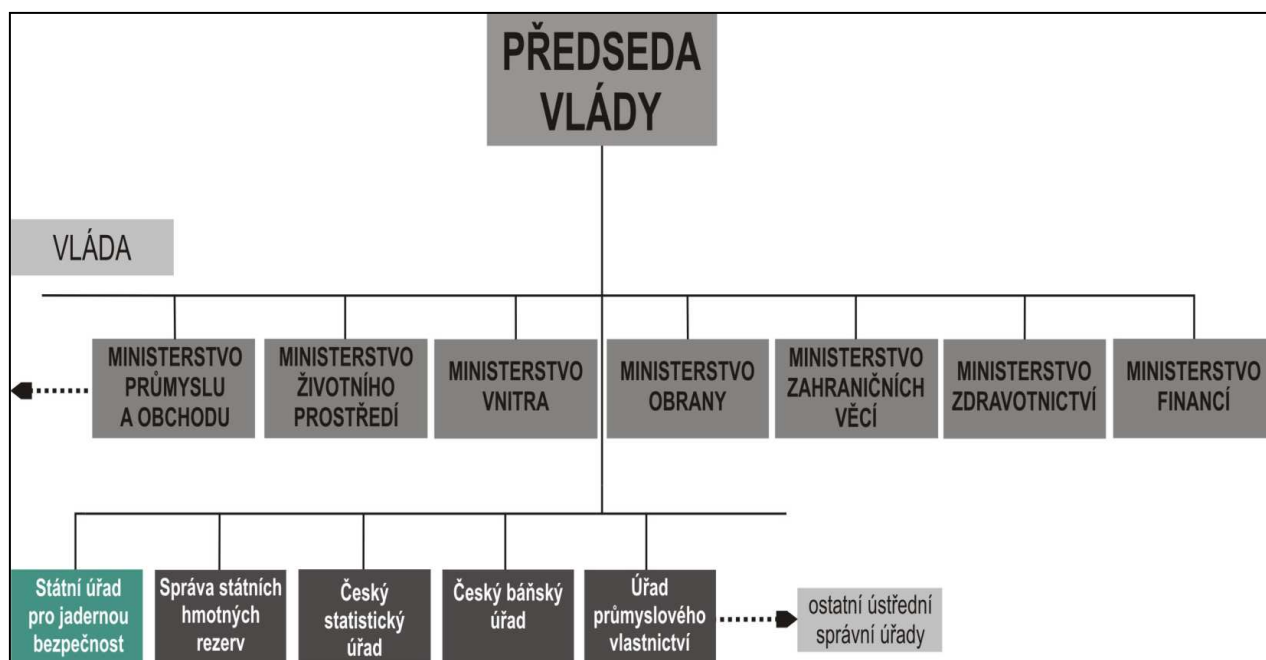 PŘEDSEDA
VLÁDY
VLÁDA
MINISTERSTVO
PRŮMYSLU
A OBCHODU
MINISTERSTVO
ŽIVOTNÍHO
PROSTŘEDÍ
MINISTERSTVO
VNITRA
MINISTERSTVO
OBRANY
MINISTERSTVO
ZAHRANIČNÍCH
VĚCÍ
MINISTERSTVO
ZDRAVOTNICTVÍ
MINISTERSTVO
FINANCÍ
Státní úřad
pro jadernou
bezpečnost
Správa státních
hmotných
rezerv
Český
statistický
úřad
Český báňský
úřad
Úřad
průmyslového
vlastnictví
ostatní ústřední
správní úřady